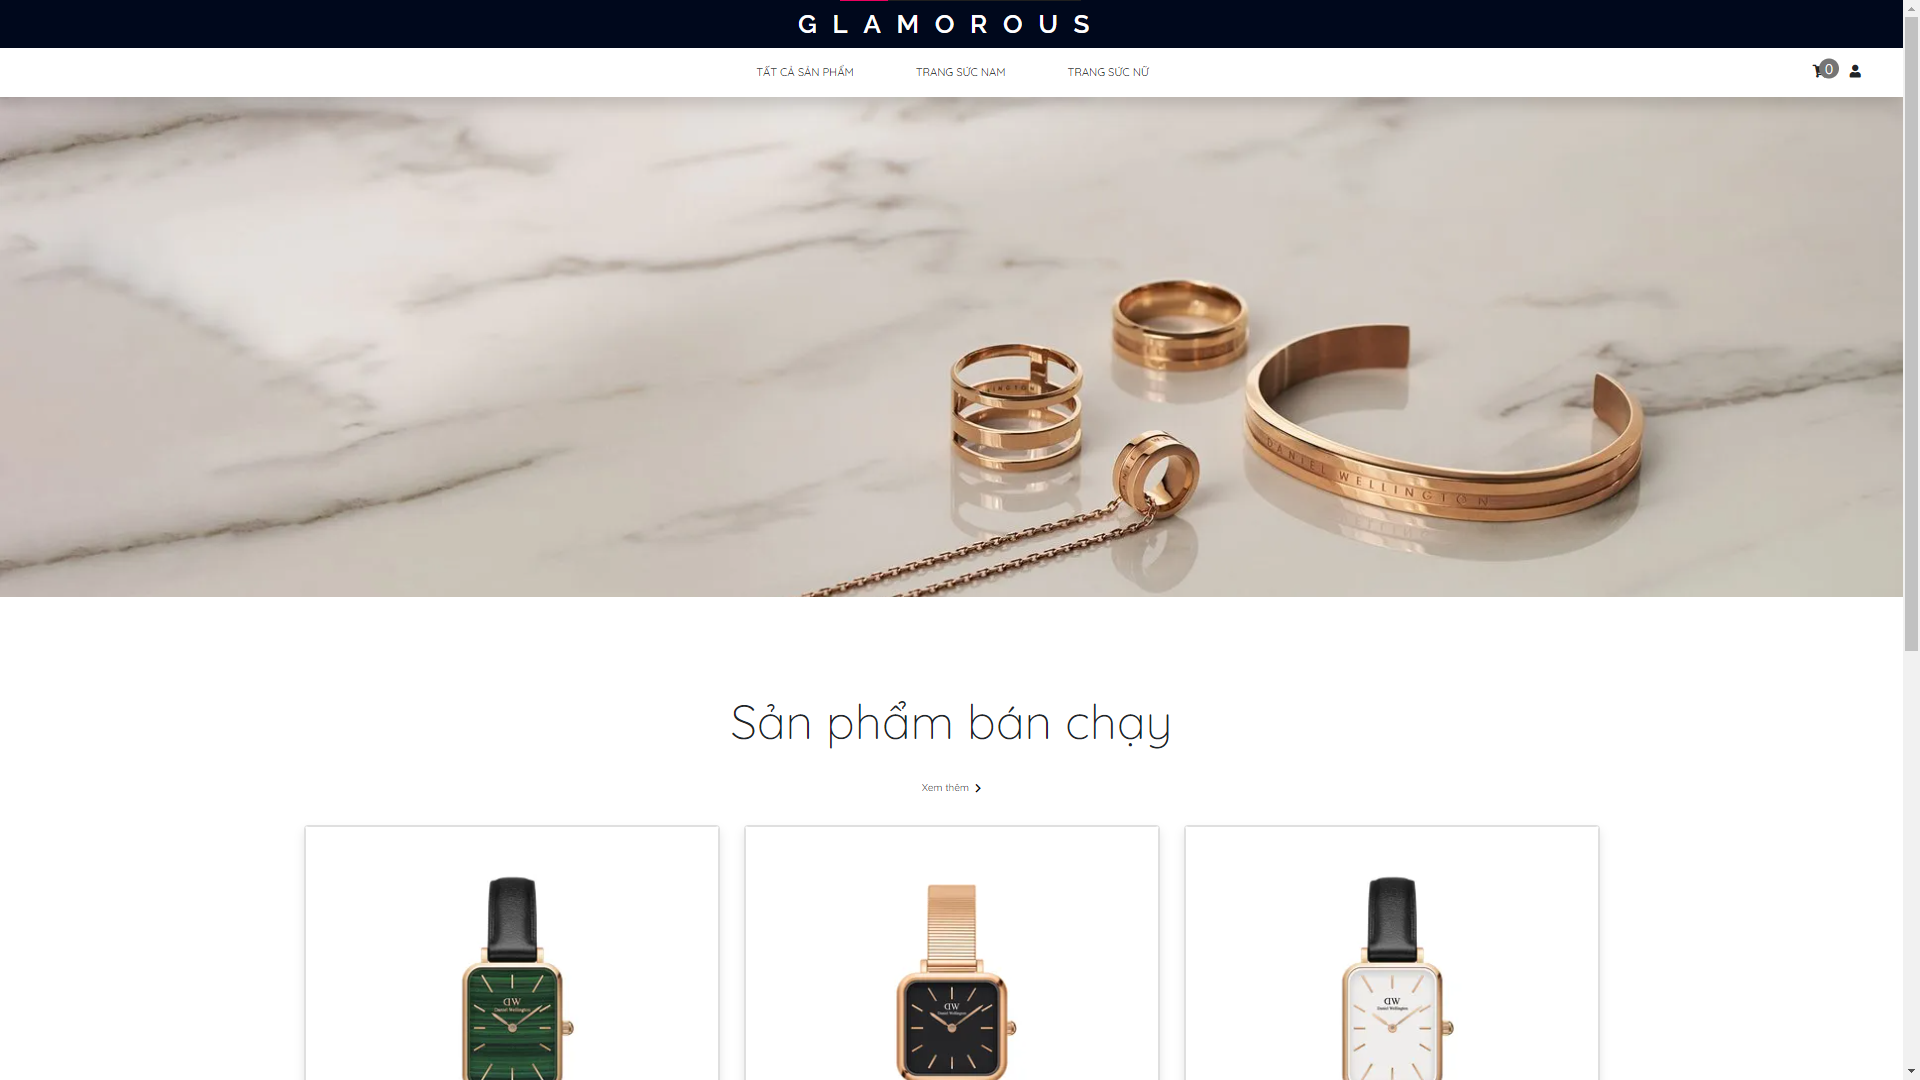 GLAMOROUS
TẤT CẢ SẢN PHẨM
TRANG SỨC NAM
TRANG SỨC NỮ
0
DANIEL WELLINGTON
Sản phẩm bán chạy
Xem thêm
DW
Daniel Wellington
DW
Daniel Wellington
DW
Daniel Wellington